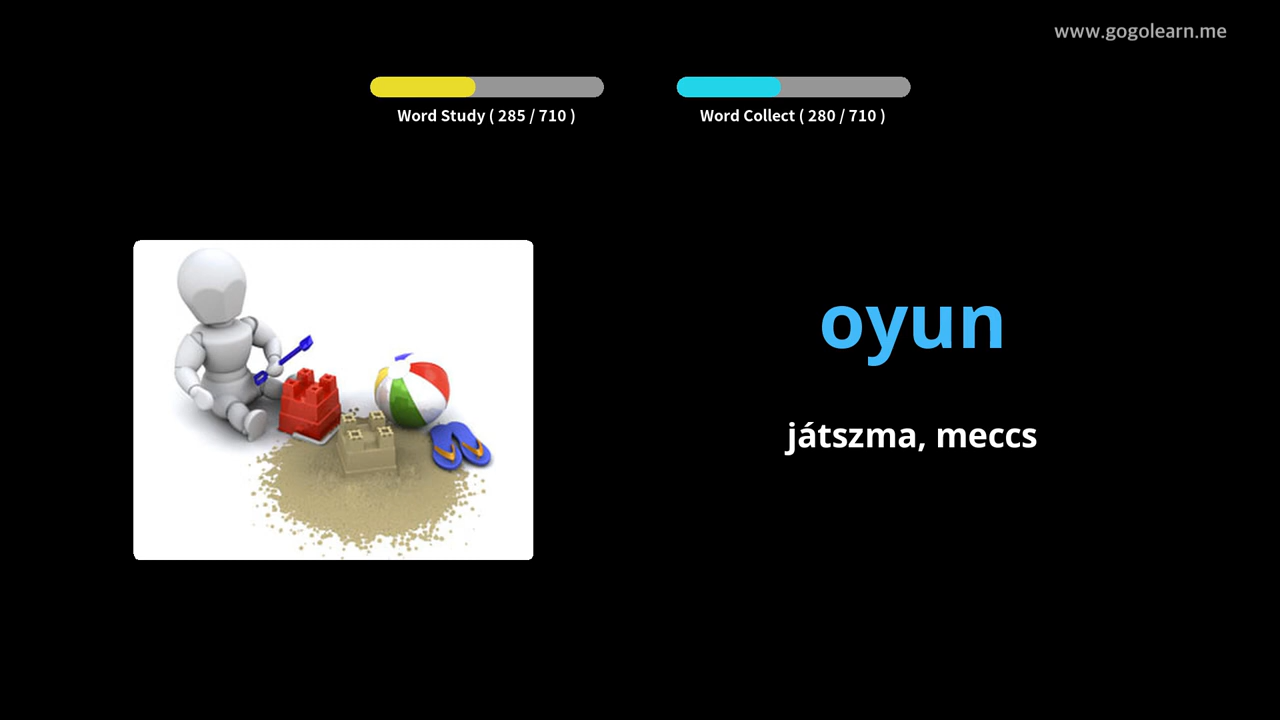 www.gogolearn.me
Word Study ( 285 / 710 )
Word Collect ( 280 / 710 )
oyun
játszma, meccs